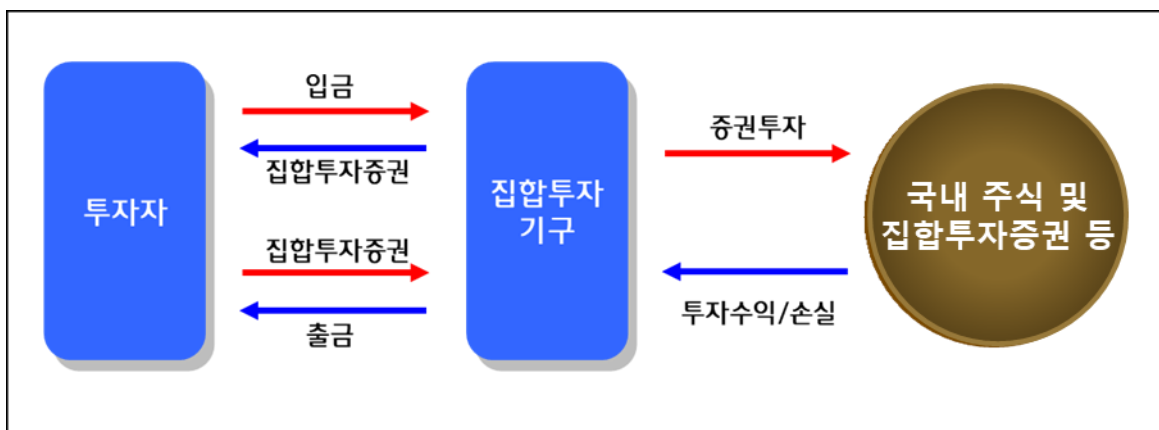 투자자
입금
집합투자증권
집합투자증권
출금
집합투자
기구
증권투자
투자수익/손실
국내 주식 및
집합투자증권 등